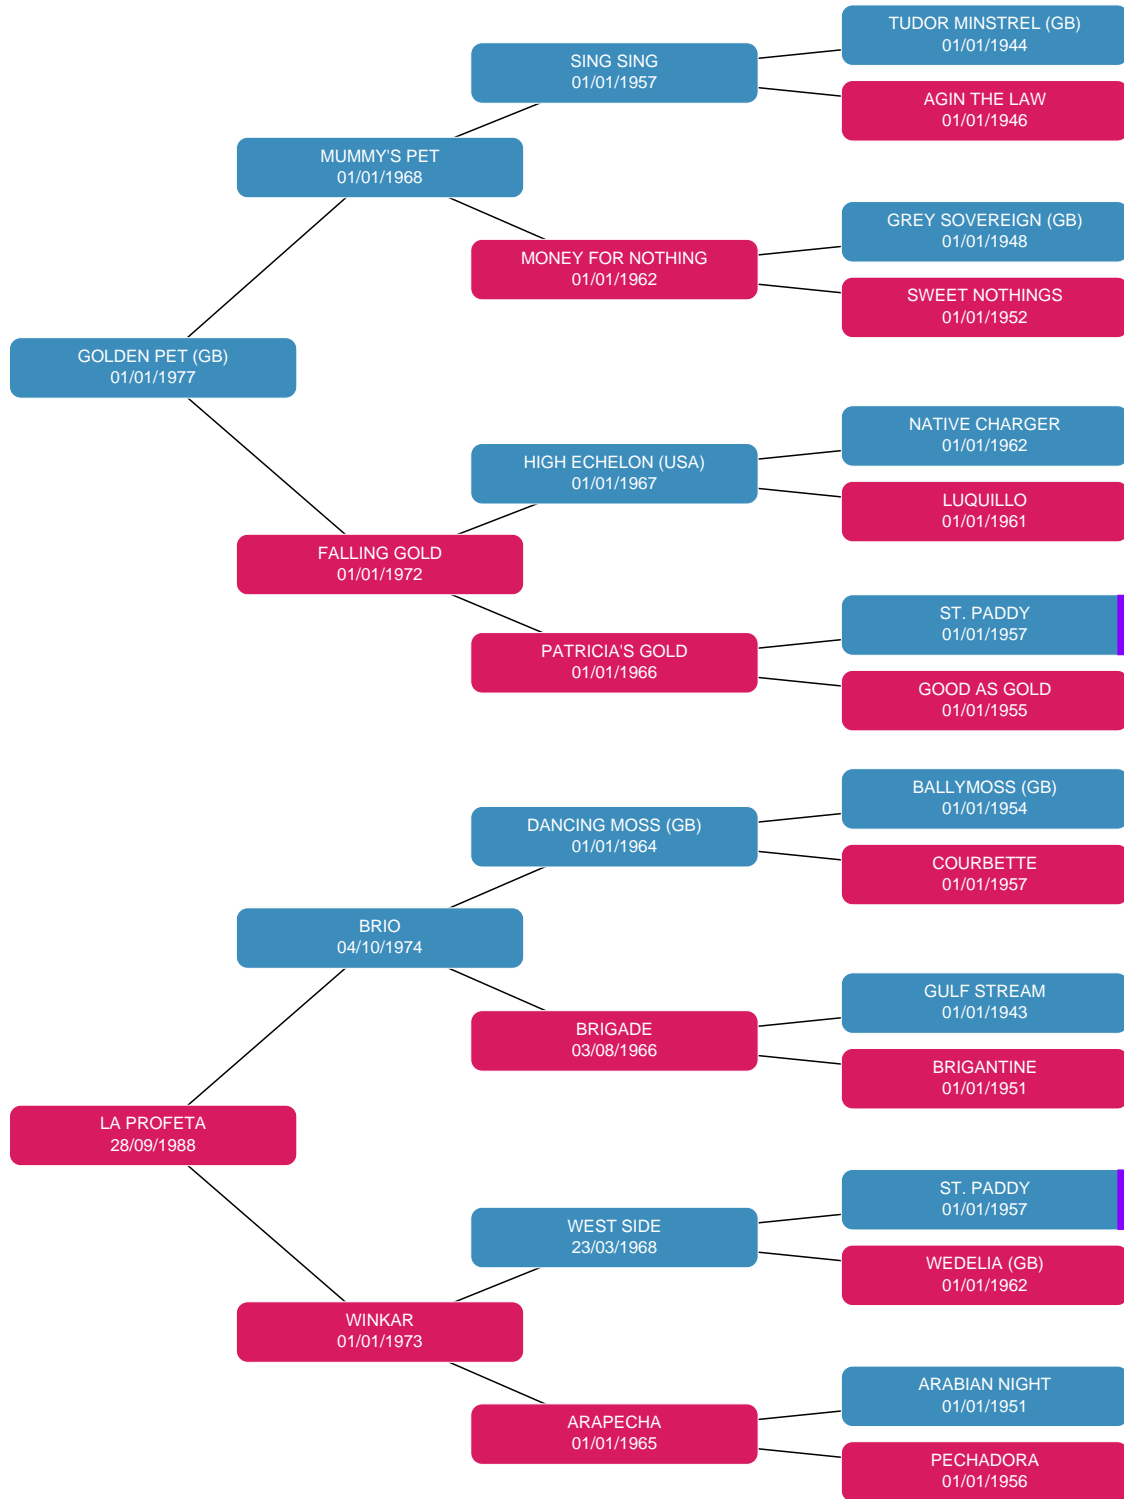 TUDOR MINSTREL (GB)
01/01/1944
SING SING
01/01/1957
AGIN THE LAW
01/01/1946
MUMMY'S PET
01/01/1968
GREY SOVEREIGN (GB)
01/01/1948
MONEY FOR NOTHING
01/01/1962
SWEET NOTHINGS
01/01/1952
GOLDEN PET (GB)
01/01/1977
NATIVE CHARGER
01/01/1962
HIGH ECHELON (USA)
01/01/1967
LUQUILLO
01/01/1961
FALLING GOLD
01/01/1972
ST. PADDY
01/01/1957
PATRICIA'S GOLD
01/01/1966
GOOD AS GOLD
01/01/1955
BALLYMOSS (GB)
01/01/1954
DANCING MOSS (GB)
01/01/1964
COURBETTE
01/01/1957
BRIO
04/10/1974
GULF STREAM
01/01/1943
BRIGADE
03/08/1966
BRIGANTINE
01/01/1951
LA PROFETA
28/09/1988
ST. PADDY
01/01/1957
WEST SIDE
23/03/1968
WEDELIA (GB)
01/01/1962
WINKAR
01/01/1973
ARABIAN NIGHT
01/01/1951
ARAPECHA
01/01/1965
PECHADORA
01/01/1956